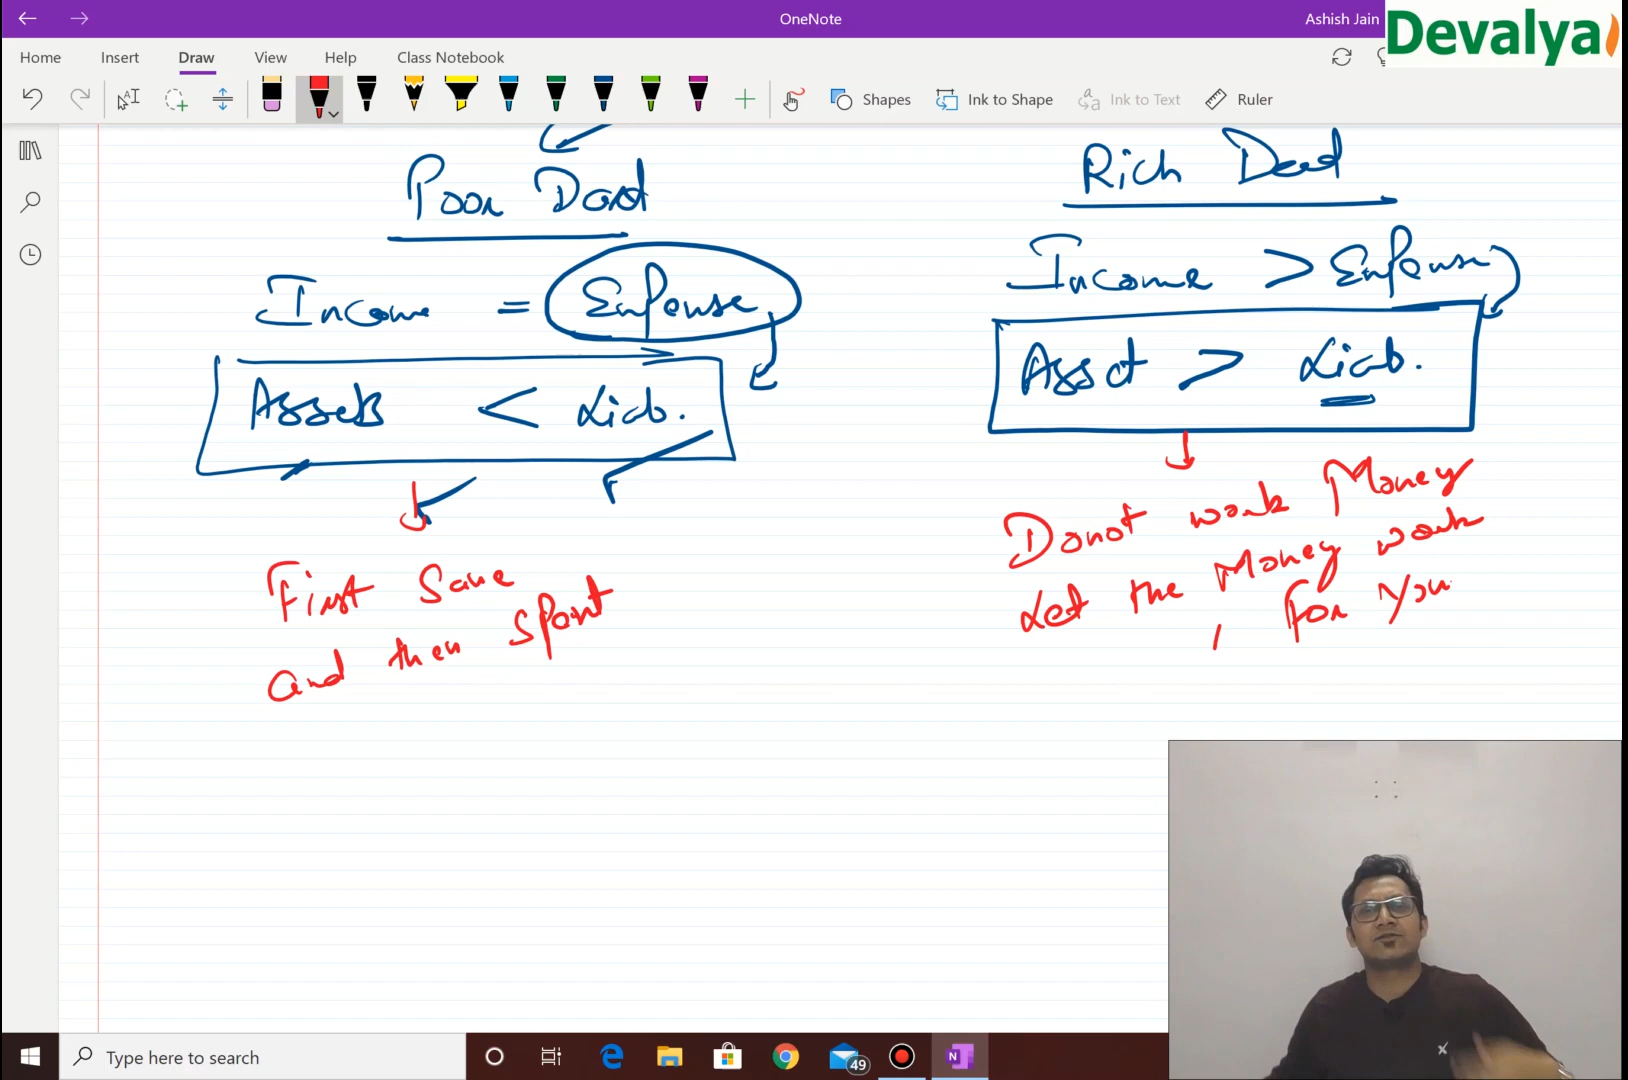 OneNote
Ashish Jain
Devalya
Home Insert Draw View Help Class Notebook
Shapes Ink to Shape Ink to Text Ruler
Poor Dad
Income = Expense
Assets < Liab.
First Save
and then Spent
Rich Dad
Income > Expense
Asset > Liab.
Donot work Money
Let the Money work
for you
Type here to search
49
N